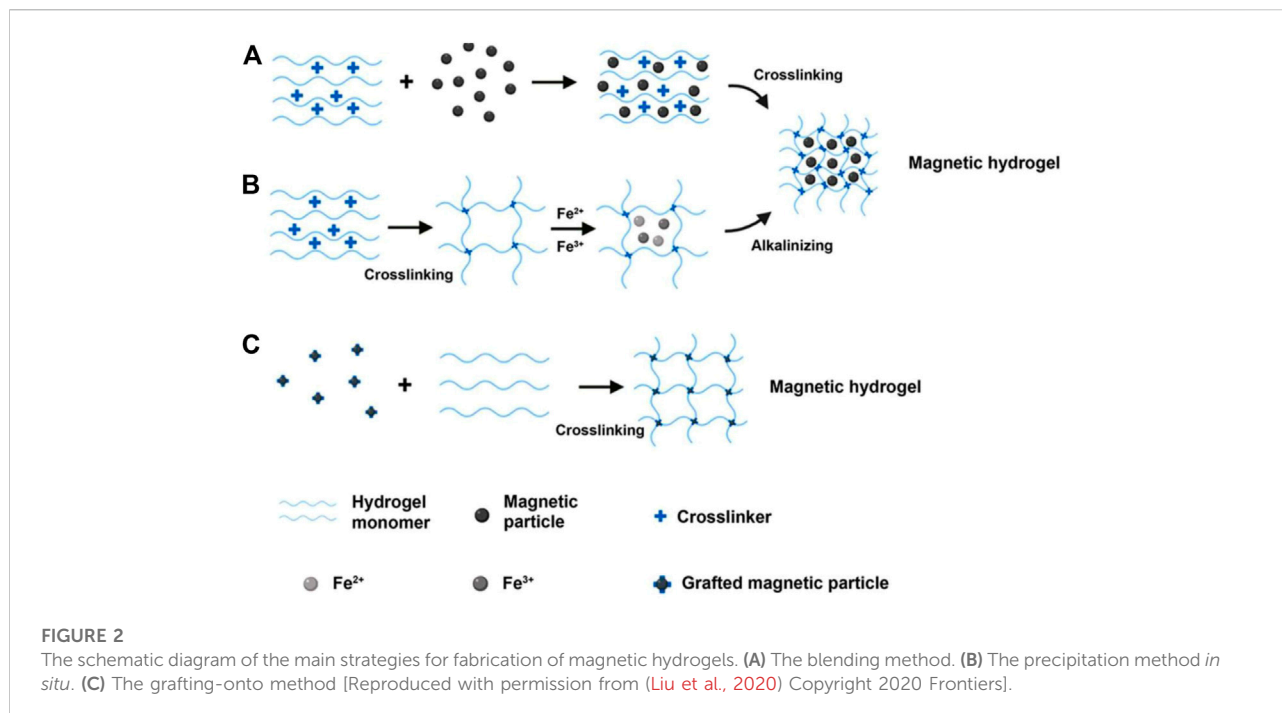 A
+
Crosslinking
Magnetic hydrogel
B
Fe²⁺
Fe³⁺
Crosslinking
Alkalinizing
C
+
Magnetic hydrogel
Crosslinking
Hydrogel
monomer
Magnetic
particle
Crosslinker
Fe²⁺
Fe³⁺
Grafted magnetic particle
FIGURE 2
The schematic diagram of the main strategies for fabrication of magnetic hydrogels. (A) The blending method. (B) The precipitation method in
situ. (C) The grafting-onto method [Reproduced with permission from (Liu et al., 2020) Copyright 2020 Frontiers].